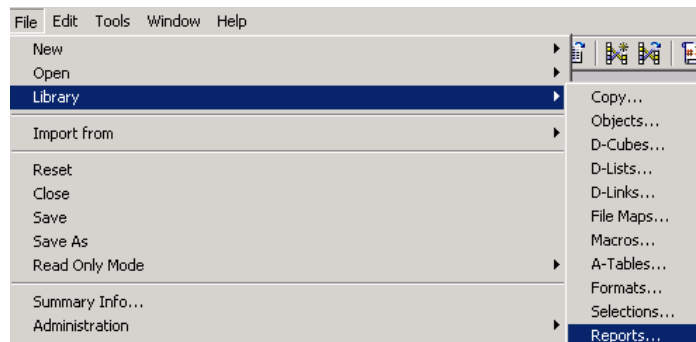 File Edit Tools Window Help
New
Open
Library
Import from
Reset
Close
Save
Save As
Read Only Mode
Summary Info...
Administration
Copy...
Objects...
D-Cubes...
D-Lists...
D-Links...
File Maps...
Macros...
A-Tables...
Formats...
Selections...
Reports...